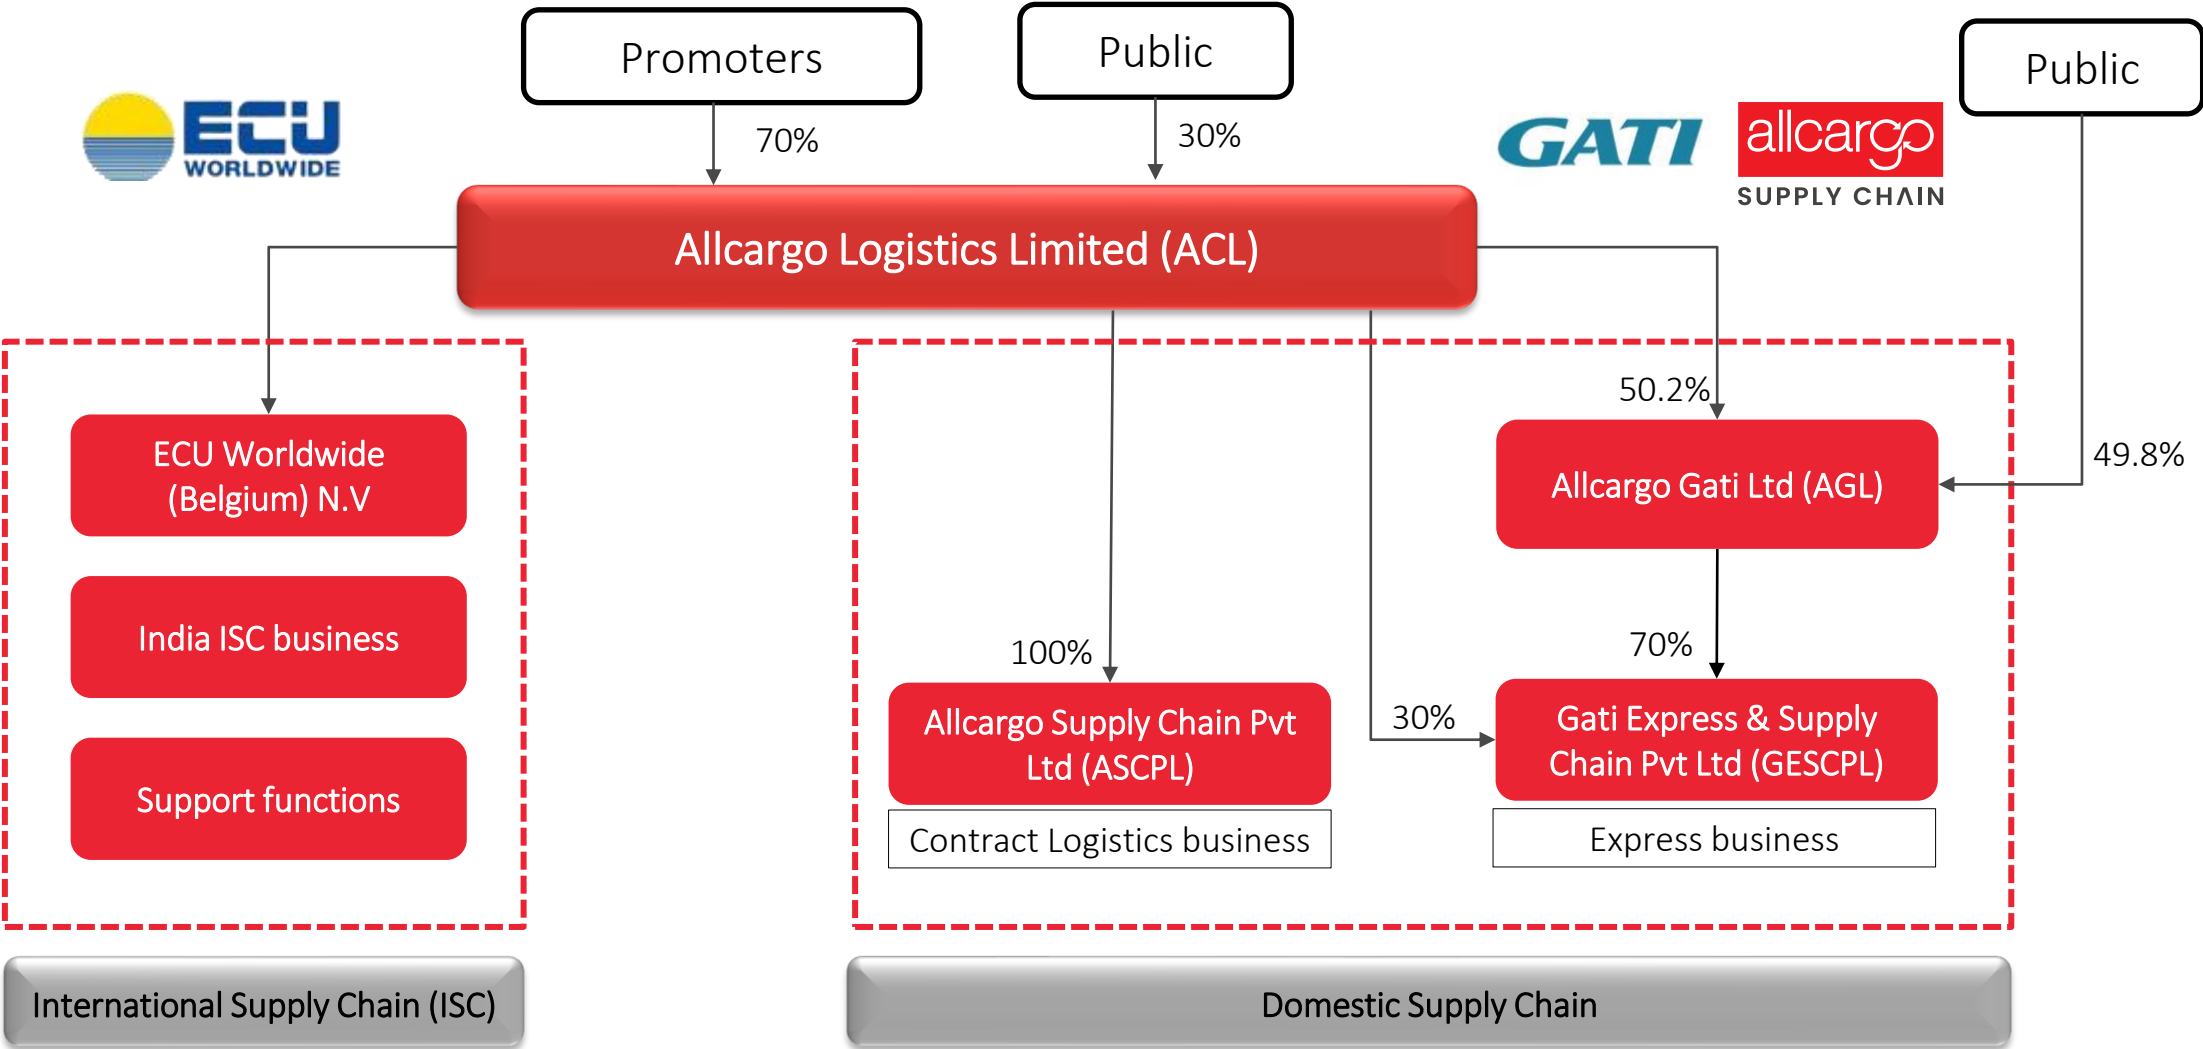 Promoters
Public
Public
ECU
WORLDWIDE
70%
30%
GATI
allcargo
SUPPLY CHAIN
Allcargo Logistics Limited (ACL)
50.2%
49.8%
ECU Worldwide
(Belgium) N.V
Allcargo Gati Ltd (AGL)
India ISC business
100%
70%
Allcargo Supply Chain Pvt
Ltd (ASCPL)
30%
Gati Express & Supply
Chain Pvt Ltd (GESCPL)
Support functions
Contract Logistics business
Express business
International Supply Chain (ISC)
Domestic Supply Chain